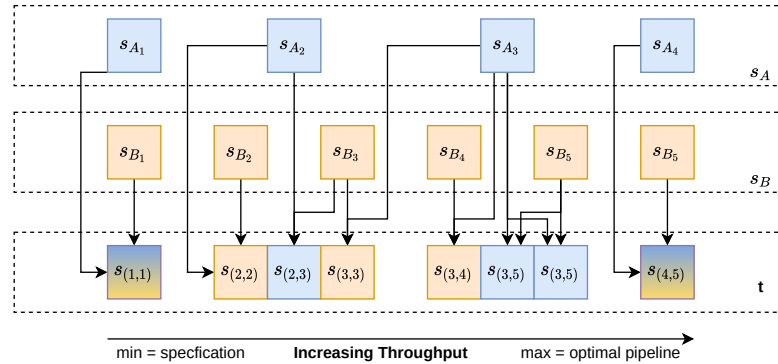 s_{A_1} s_{A_2} s_{A_3} s_{A_4}
s_A
s_{B_1} s_{B_2} s_{B_3} s_{B_4} s_{B_5} s_{B_5}
s_B
s_{(1,1)} s_{(2,2)} s_{(2,3)} s_{(3,3)} s_{(3,4)} s_{(3,5)} s_{(3,5)} s_{(4,5)}
t
min = specfication Increasing Throughput max = optimal pipeline